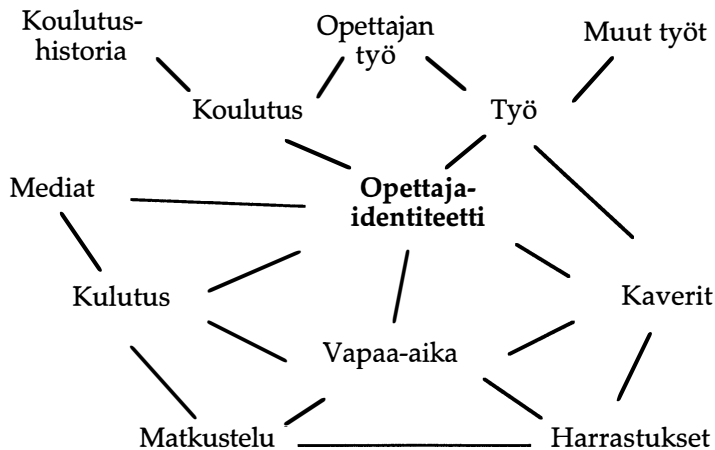 Koulutus-
historia
Opettajan
työ
Muut työt
Koulutus
Työ
Mediat
Opettaja-
identiteetti
Kulutus
Kaverit
Vapaa-aika
Matkustelu
Harrastukset